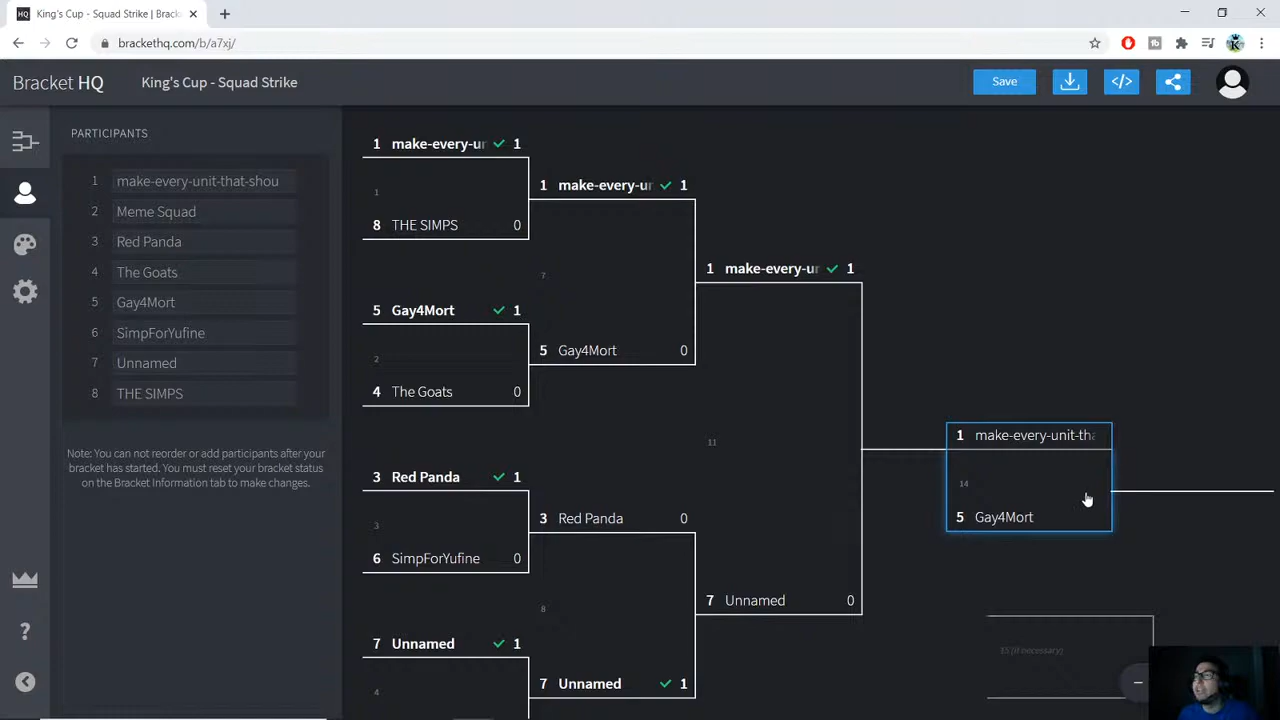 King's Cup - Squad Strike | Brack
brackethq.com/b/a7xj/
Bracket HQ
King's Cup - Squad Strike
Save
PARTICIPANTS
1 make-every-unit-that-shou
2 Meme Squad
3 Red Panda
4 The Goats
5 Gay4Mort
6 SimpForYufine
7 Unnamed
8 THE SIMPS
Note: You can not reorder or add participants after your
bracket has started. You must reset your bracket status
on the Bracket Information tab to make changes.
1 make-every-ur 1
1
8 THE SIMPS 0
5 Gay4Mort 1
2
4 The Goats 0
3 Red Panda 1
3
6 SimpForYufine 0
7 Unnamed 1
4
1 make-every-ur 1
7
5 Gay4Mort 0
3 Red Panda 0
8
7 Unnamed 1
1 make-every-ur 1
11
7 Unnamed 0
1 make-every-unit-tha
14
5 Gay4Mort
15 (if necessary)